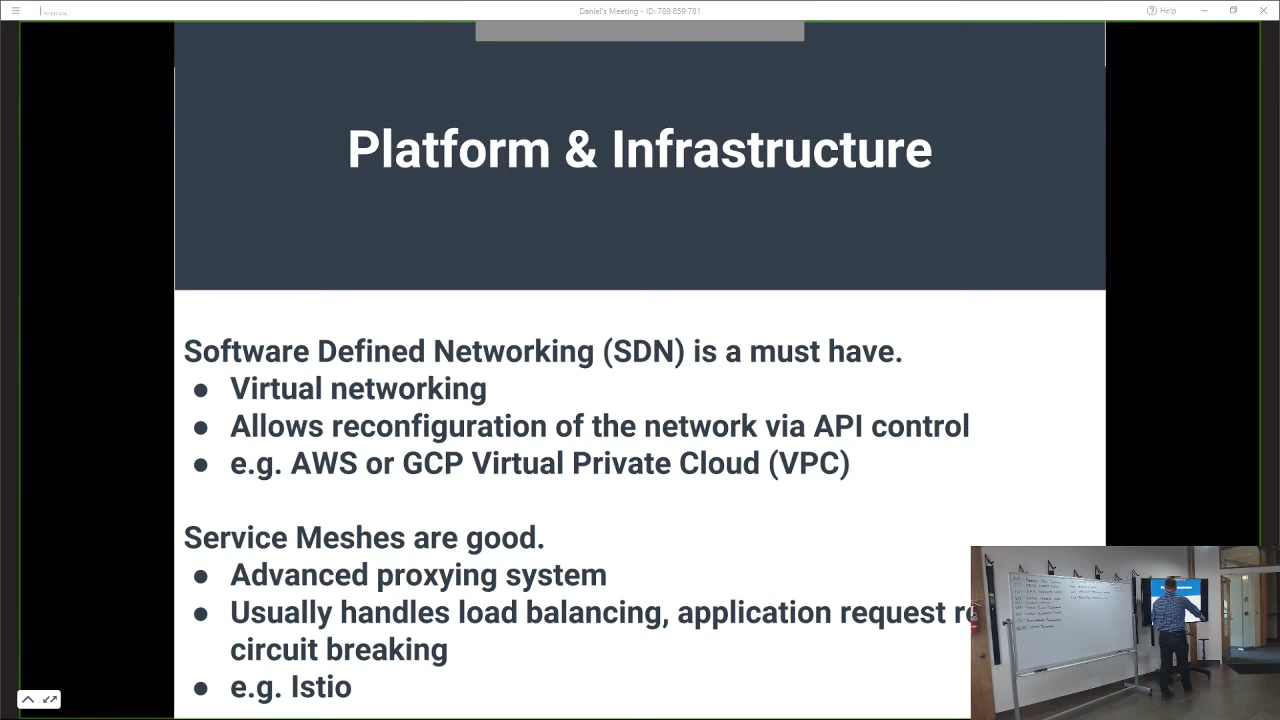 Daniel's Meeting - ID: 789 859 781
Help
Platform & Infrastructure
Software Defined Networking (SDN) is a must have.
● Virtual networking
● Allows reconfiguration of the network via API control
● e.g. AWS or GCP Virtual Private Cloud (VPC)
Service Meshes are good.
● Advanced proxying system
● Usually handles load balancing, application request
circuit breaking
● e.g. Istio